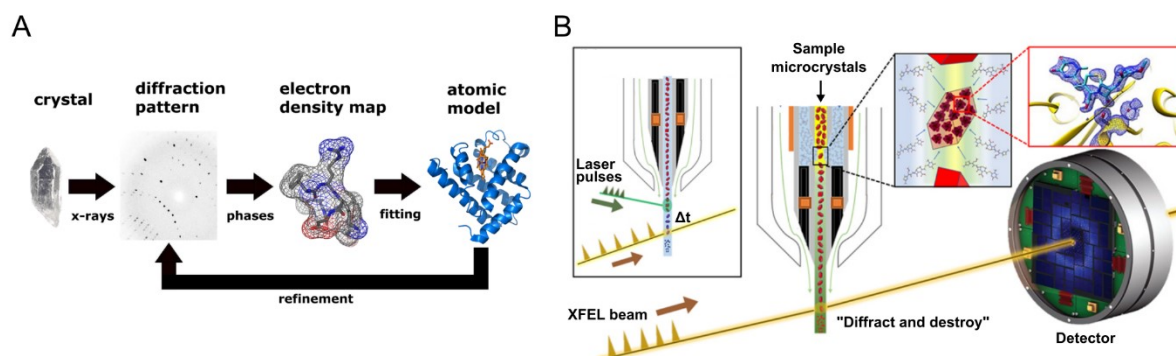 A
crystal
x-rays
diffraction
pattern
phases
electron
density map
fitting
atomic
model
refinement
B
Laser
pulses
Δt
Sample
microcrystals
XFEL beam
"Diffract and destroy"
Detector